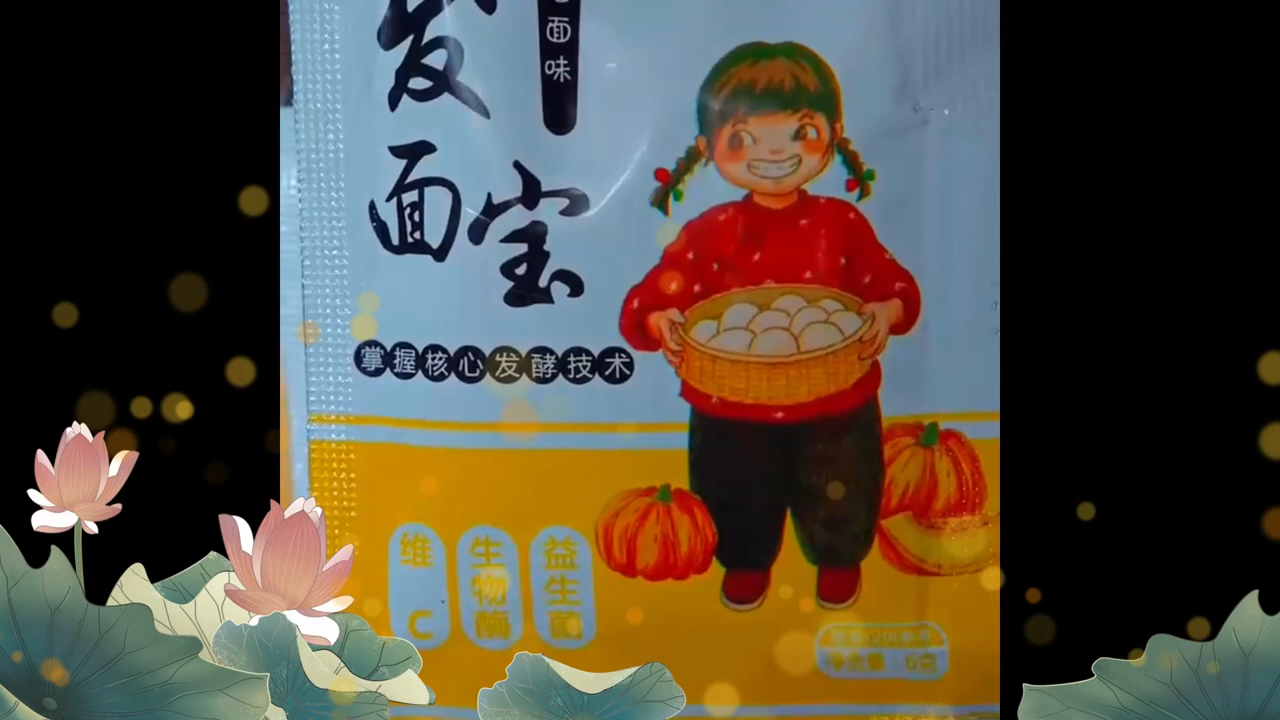 发面宝
面味
掌握核心发酵技术
维C
生物酶
益生菌